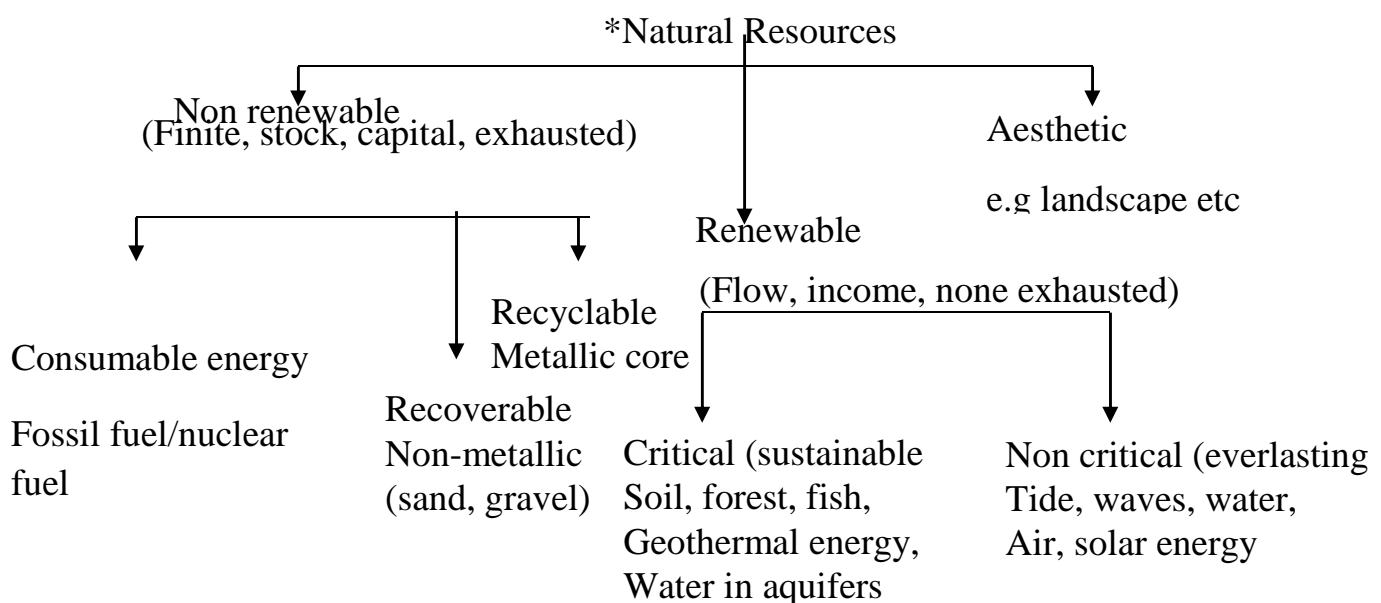 *Natural Resources
Non renewable
(Finite, stock, capital, exhausted)
Aesthetic
e.g landscape etc
Renewable
(Flow, income, none exhausted)
Consumable energy
Fossil fuel/nuclear
fuel
Recoverable
Non-metallic
(sand, gravel)
Recyclable
Metallic core
Critical (sustainable
Soil, forest, fish,
Geothermal energy,
Water in aquifers
Non critical (everlasting
Tide, waves, water,
Air, solar energy